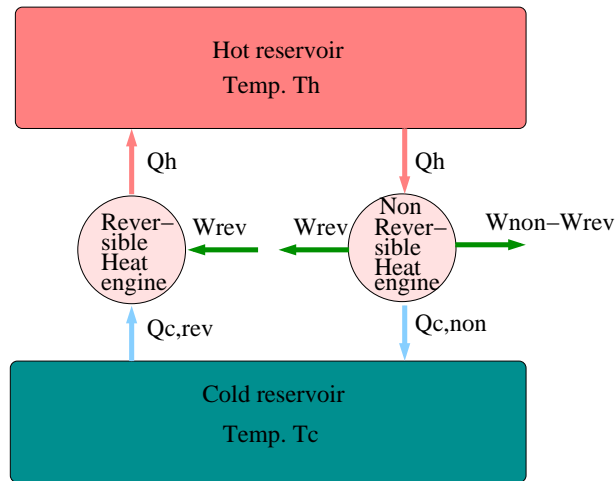 Hot reservoir
Temp. Th
Qh
Qh
Rever−
sible
Heat
engine
Wrev
Wrev
Non
Rever−
sible
Heat
engine
Wnon−Wrev
Qc,rev
Qc,non
Cold reservoir
Temp. Tc